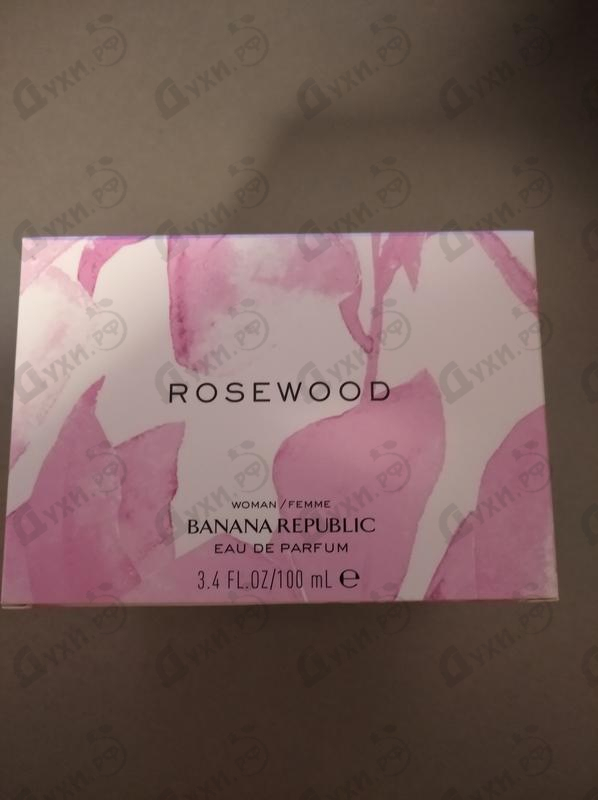 ROSEWOOD
WOMAN/FEMME
BANANA REPUBLIC
EAU DE PARFUM
3.4 FL.OZ/100 mL ℮
Духи.РФ